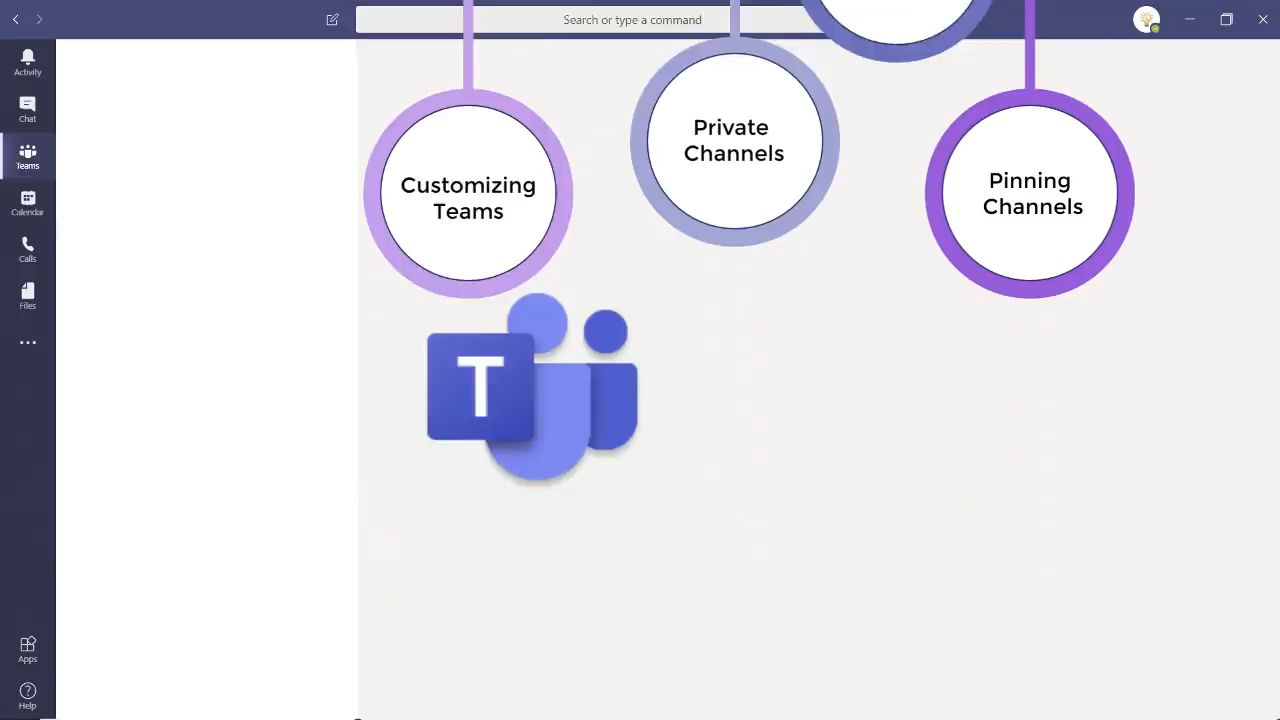 Search or type a command
Activity
Chat
Teams
Calendar
Calls
Files
Apps
Help
Customizing
Teams
Private
Channels
Pinning
Channels
T